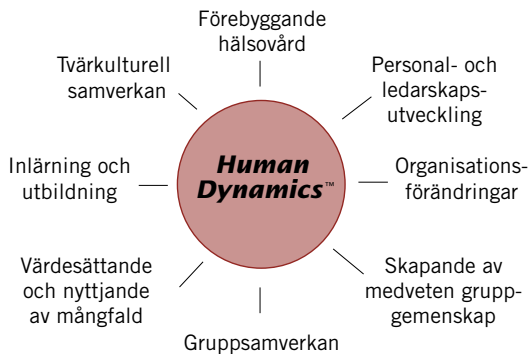 Förebyggande
hälsovård
Personal- och
ledarskaps-
utveckling
Organisations-
förändringar
Skapande av
medveten grupp-
gemenskap
Gruppsamverkan
Värdesättande
och nyttjande
av mångfald
Inlärning och
utbildning
Tvärkulturell
samverkan
Human
Dynamics™